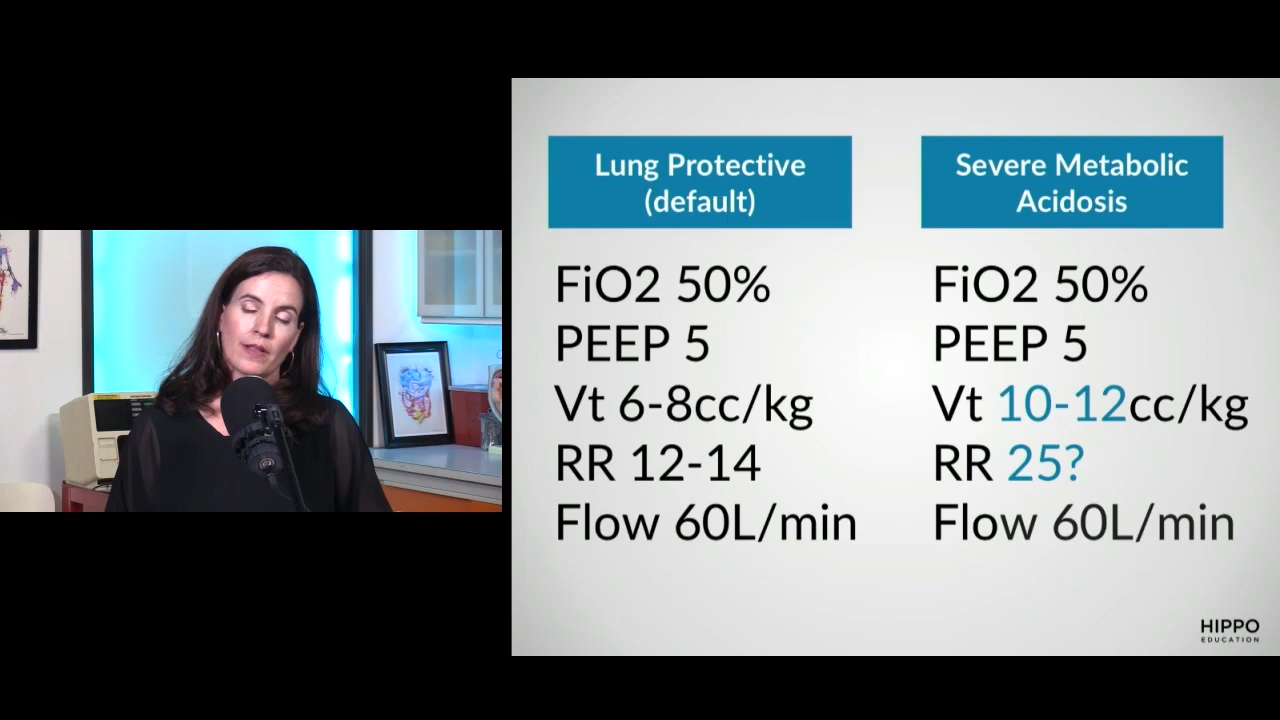 Lung Protective
(default)
FiO2 50%
PEEP 5
Vt 6-8cc/kg
RR 12-14
Flow 60L/min
Severe Metabolic
Acidosis
FiO2 50%
PEEP 5
Vt 10-12cc/kg
RR 25?
Flow 60L/min
HIPPO
EDUCATION